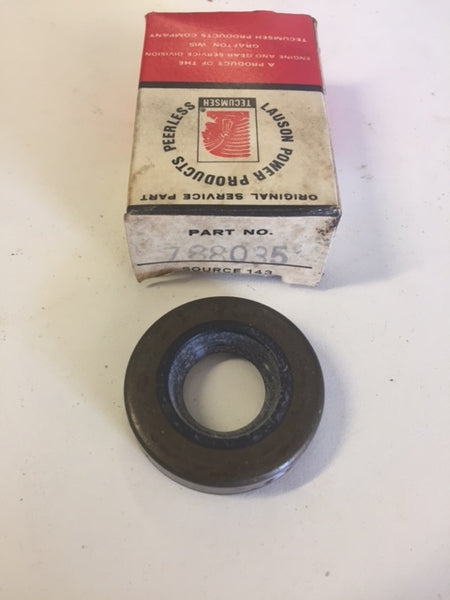 A PRODUCT OF THE
ENGINE AND GEAR SERVICE DIVISION
GRAFTON, WIS
TECUMSEH PRODUCTS COMPANY
LAUSON POWER PRODUCTS PEERLESS
TECUMSEH
ORIGINAL SERVICE PART
PART NO.
788035
SOURCE 143